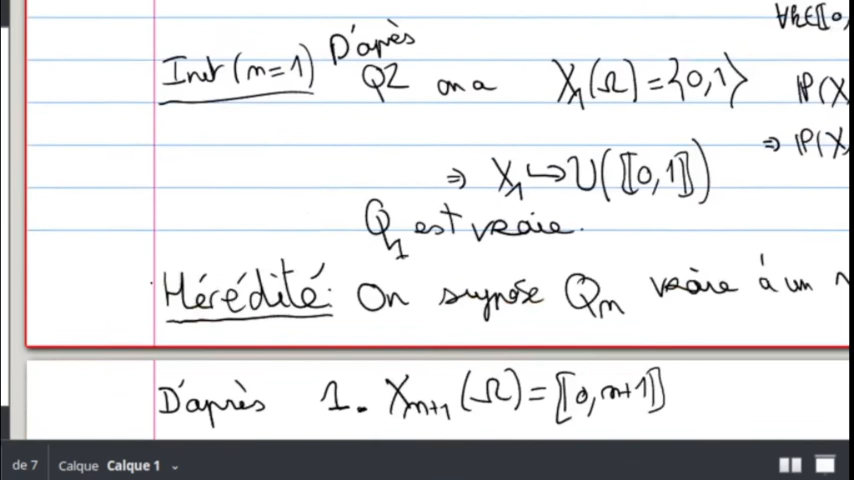 ∀k∈⟦0,
Init (n=1) D'après
Q2 on a X₁(Ω) = {0,1} ℙ(X
⇒ ℙ(X
⇒ X₁ ↪ U(⟦0,1⟧)
Q₁ est vraie.
Hérédité: On suppose Qₙ vraie à un
D'après 1. Xₙ₊₁(Ω) = ⟦0, n+1⟧
de 7 Calque Calque 1